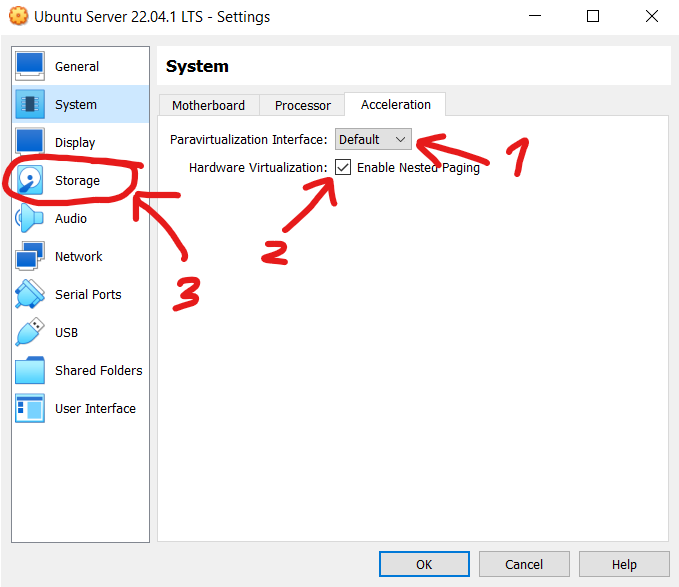 Ubuntu Server 22.04.1 LTS - Settings
General
System
Display
Storage
Audio
Network
Serial Ports
USB
Shared Folders
User Interface
System
Motherboard Processor Acceleration
Paravirtualization Interface: Default
1
Hardware Virtualization: Enable Nested Paging
2
3
OK Cancel Help